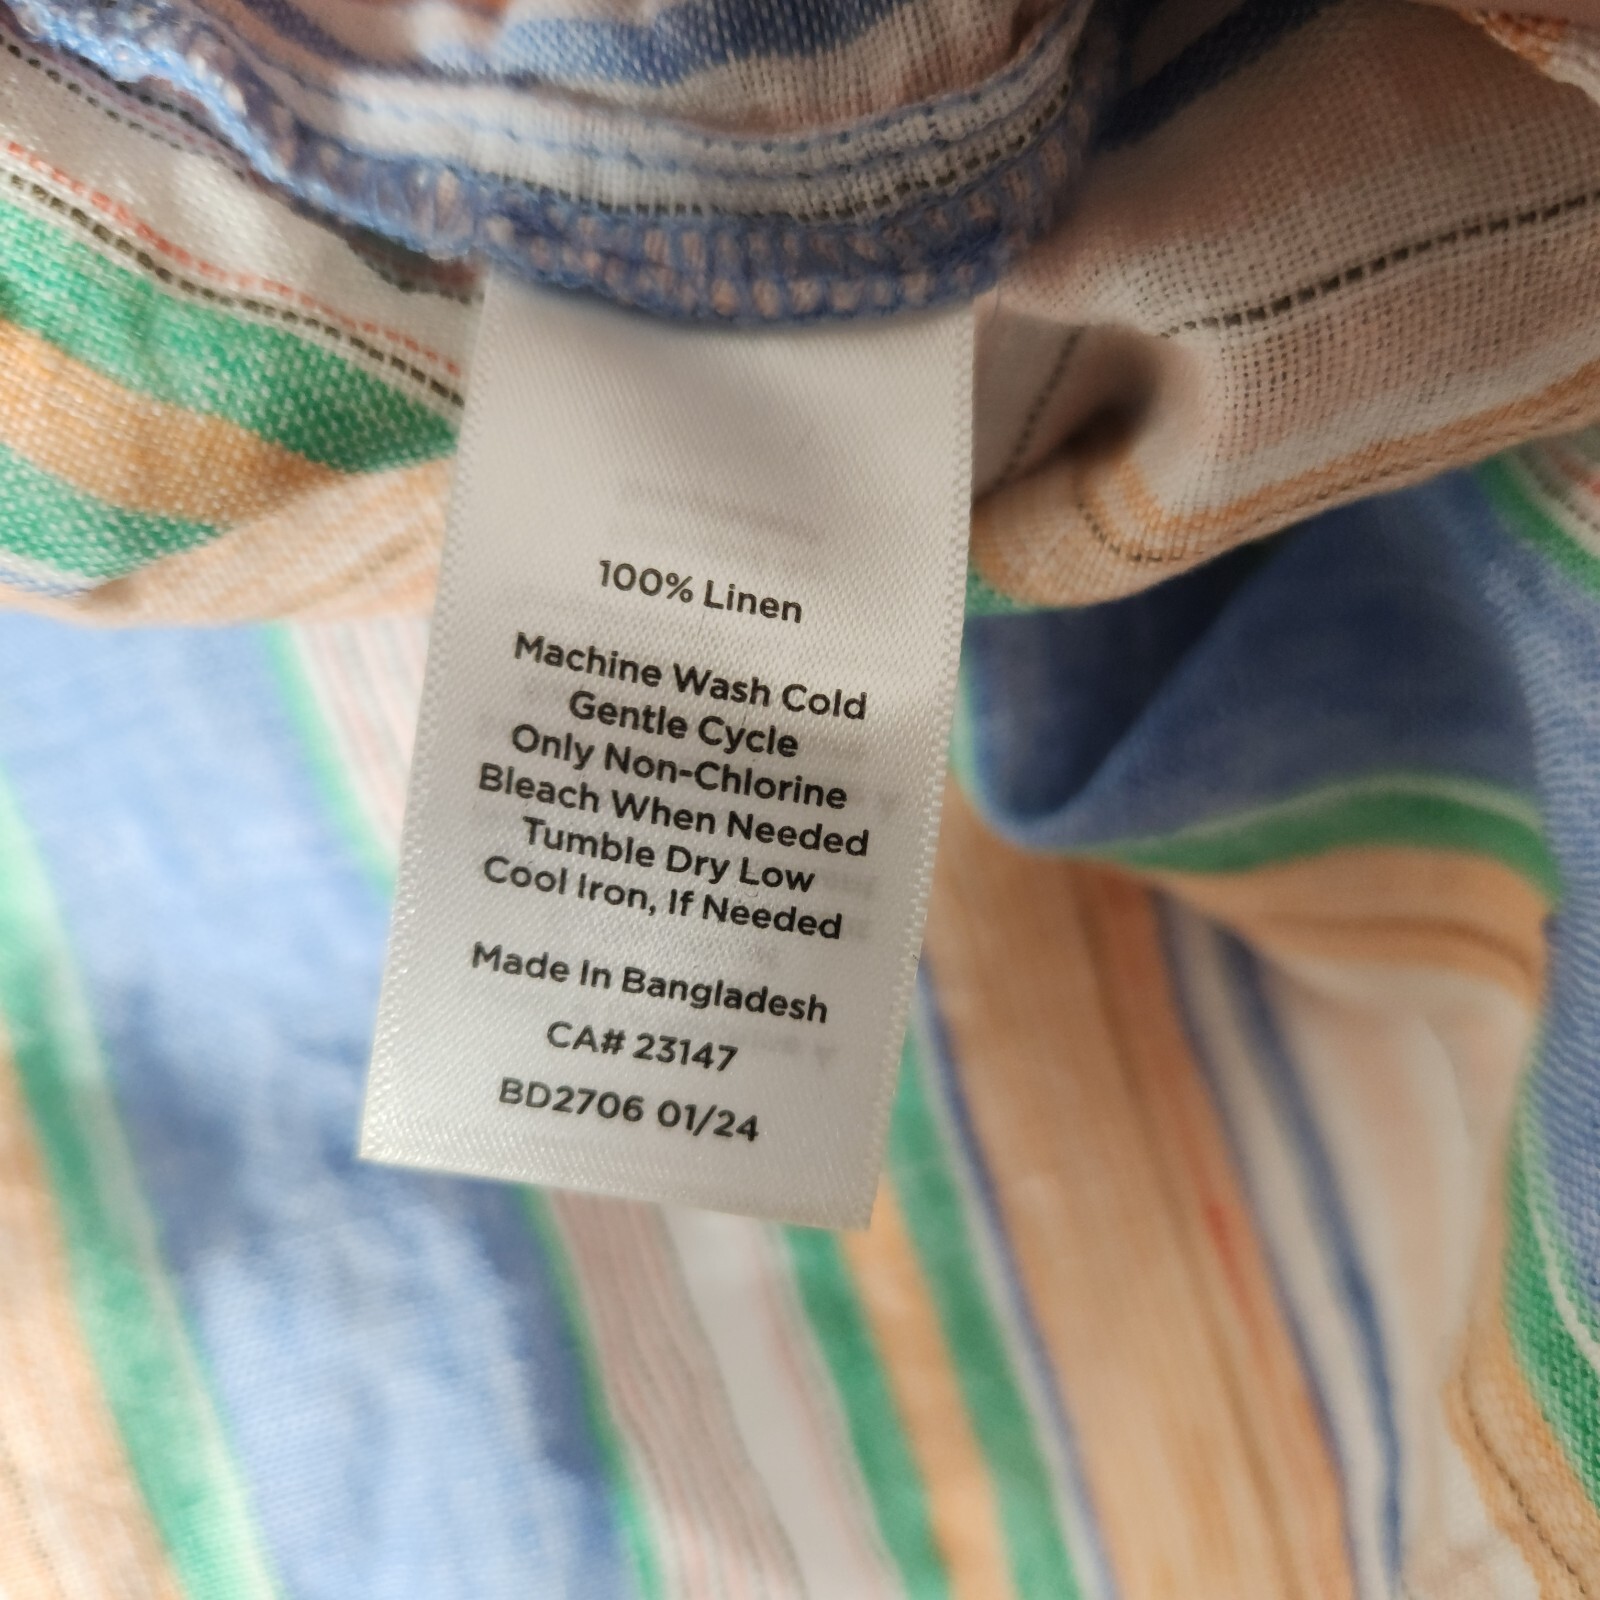 100% Linen
Machine Wash Cold
Gentle Cycle
Only Non-Chlorine
Bleach When Needed
Tumble Dry Low
Cool Iron, If Needed
Made In Bangladesh
CA# 23147
BD2706 01/24